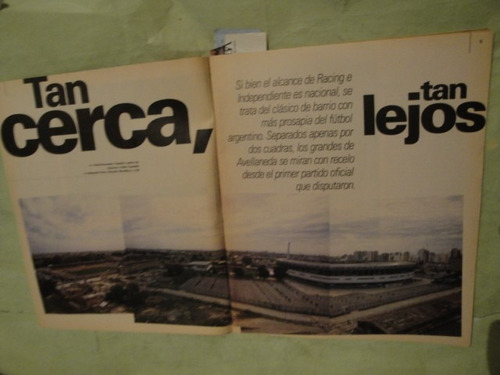 Tan
cerca,
Si bien el alcance de Racing e
Independiente es nacional, se
trata del clásico de barrio con
más prosapia del fútbol
argentino. Separados apenas por
dos cuadras, los grandes de
Avellaneda se miran con recelo
desde el primer partido oficial
que disputaron.
tan
lejos